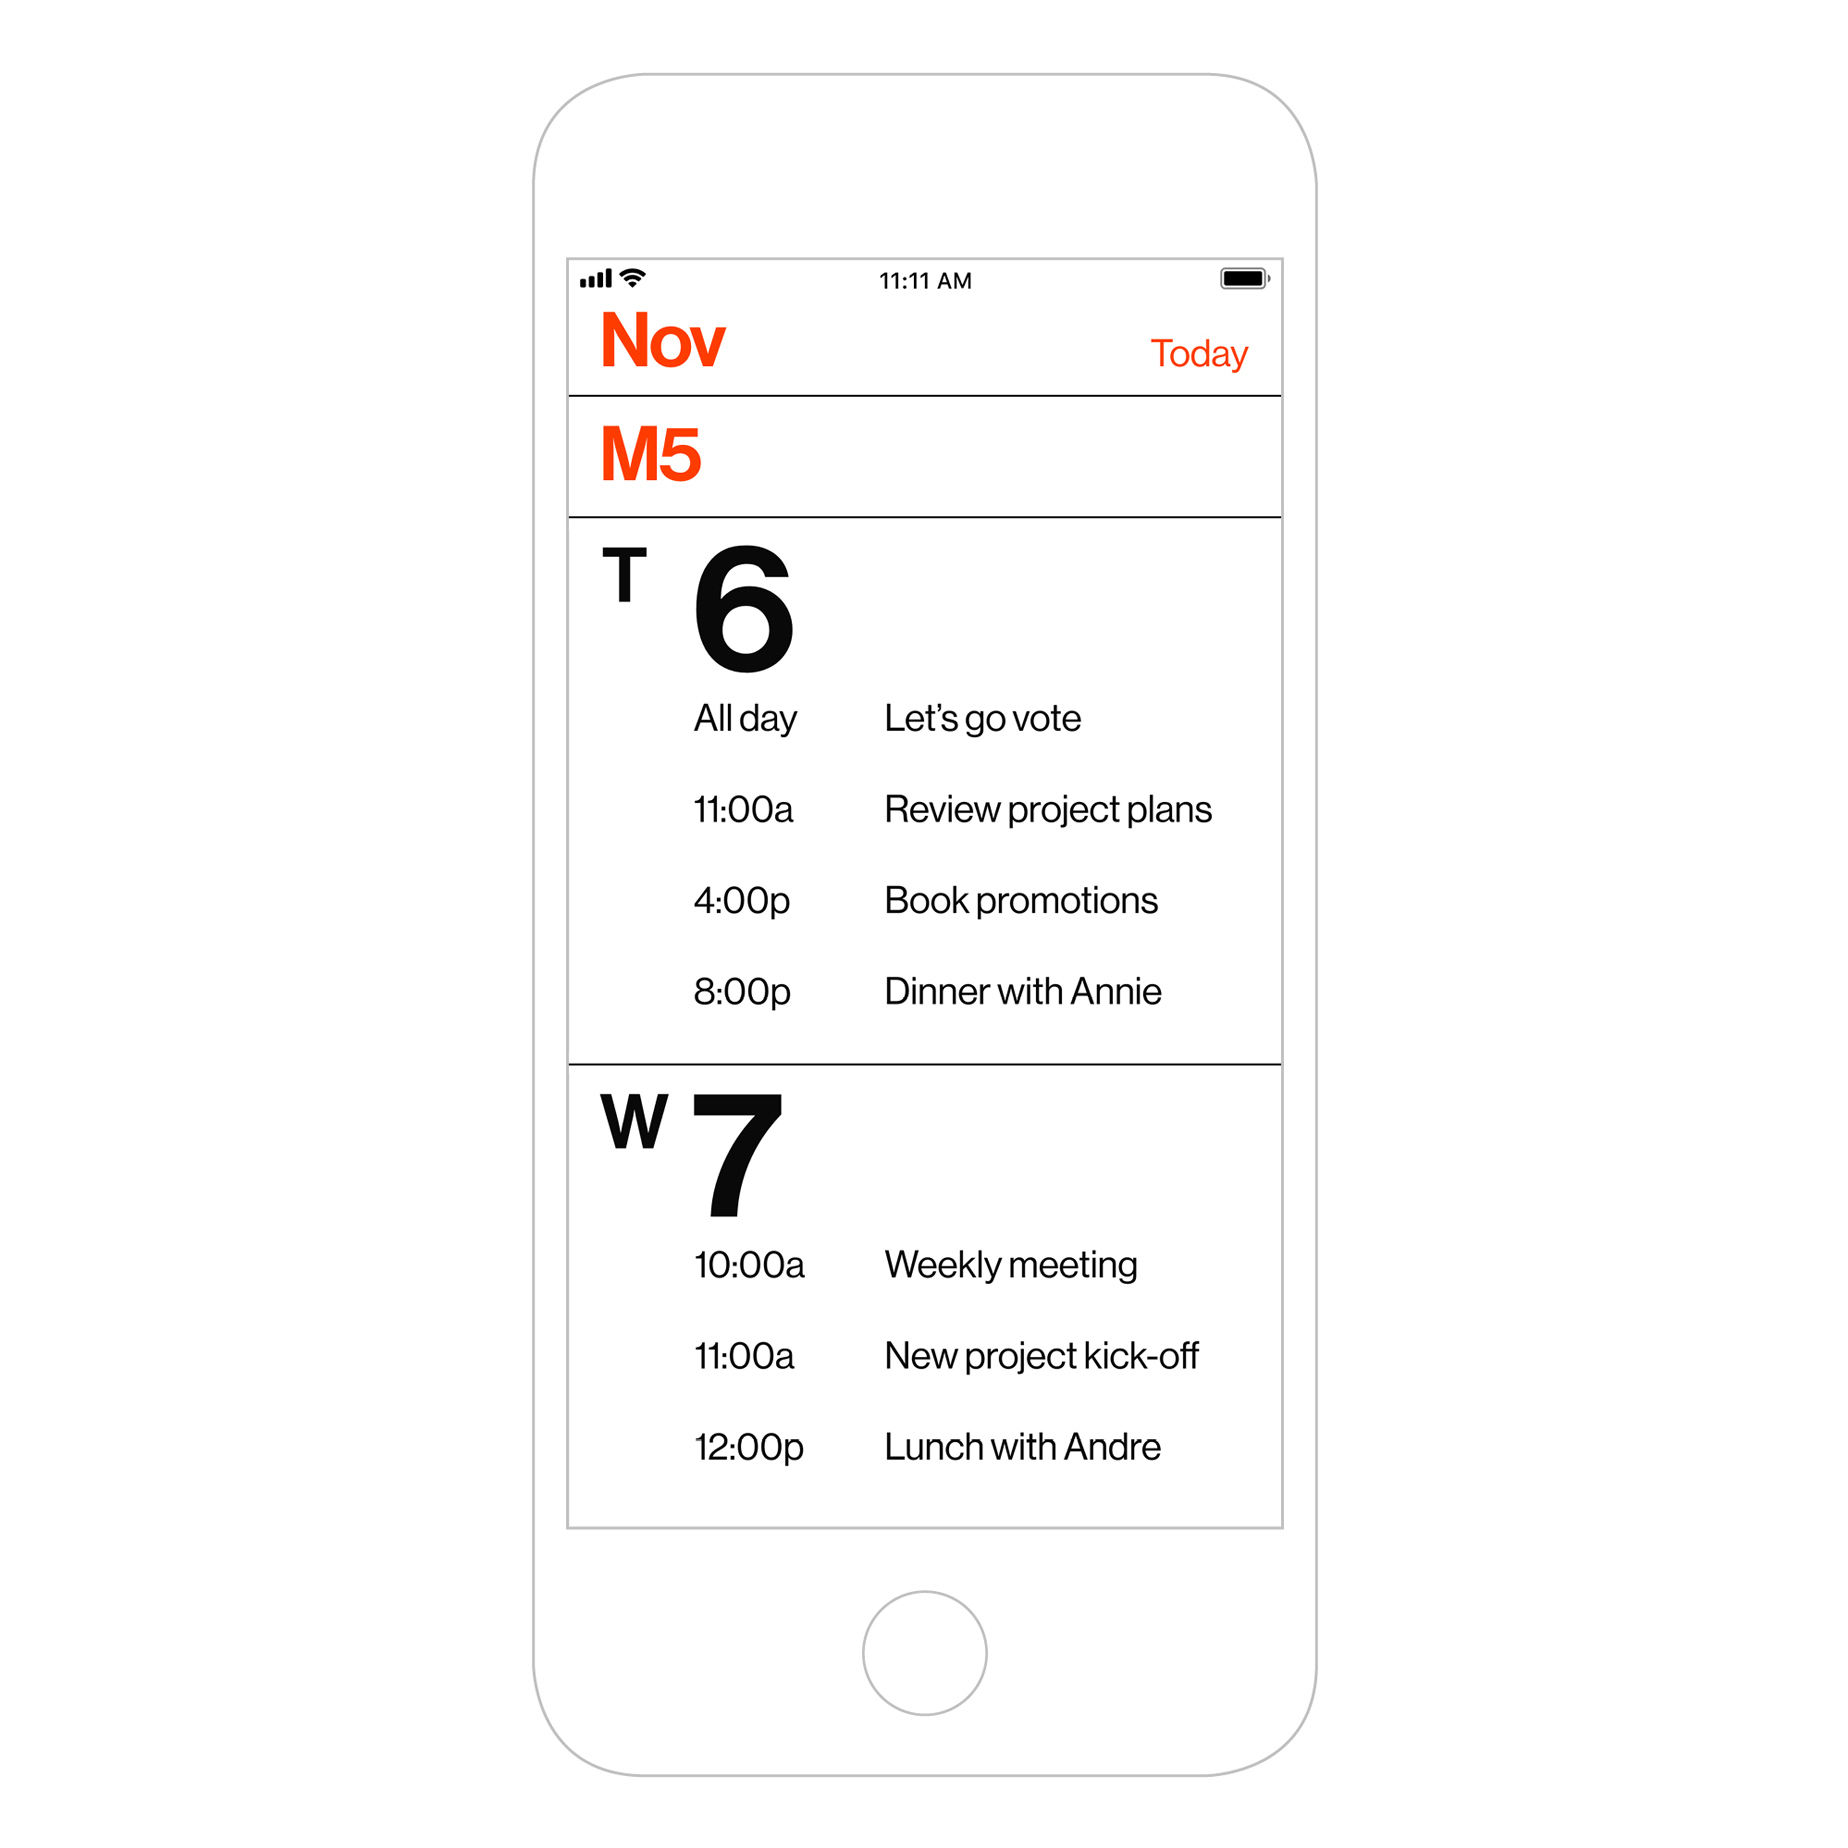 11:11 AM
Nov Today
M5
T 6
All day Let’s go vote
11:00a Review project plans
4:00p Book promotions
8:00p Dinner with Annie
W 7
10:00a Weekly meeting
11:00a New project kick-off
12:00p Lunch with Andre